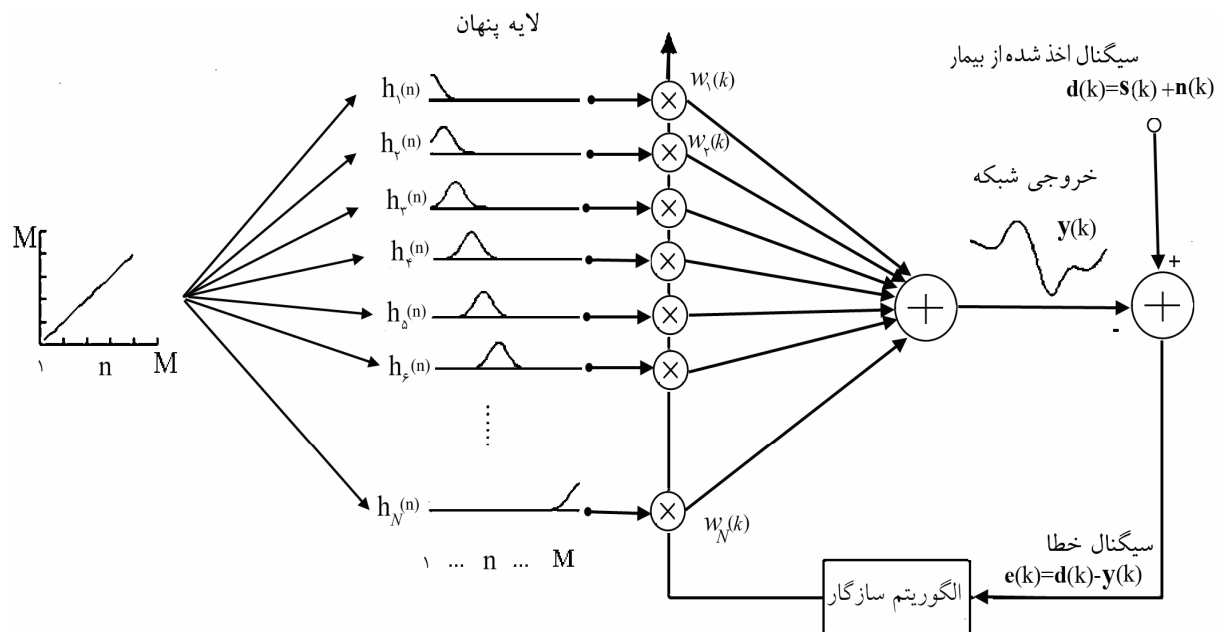 لایه پنهان
سیگنال اخذ شده از بیمار
d(k)=s(k)+n(k)
h۱(n)
w۱(k)
h۲(n)
w۲(k)
h۳(n)
h۴(n)
h۵(n)
h۶(n)
......
hN(n)
wN(k)
M
۱ n M
خروجی شبکه
y(k)
+
-
۱ ... n ... M
سیگنال خطا
e(k)=d(k)-y(k)
الگوریتم سازگار